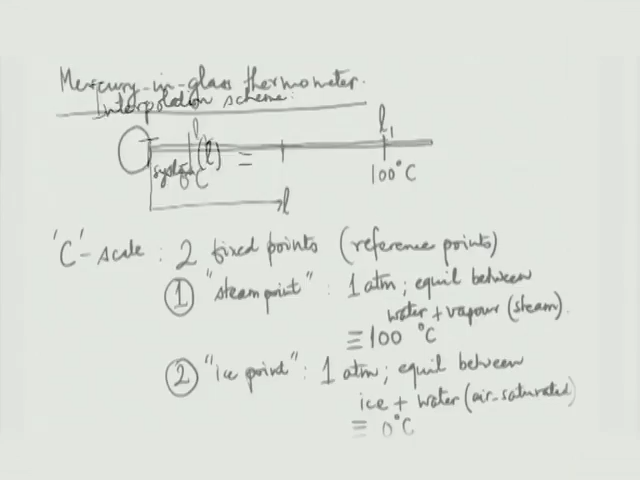 Mercury-in-glass thermometer.
Interpolation scheme:
l₁
system (l) ≡
0°C
100°C
l
'C'-scale : 2 fixed points (reference points)
① "steam point" : 1 atm; equil between
water + vapour (steam).
≡ 100 °C
② "ice point" : 1 atm; equil between
ice + water (air-saturated)
≡ 0°C